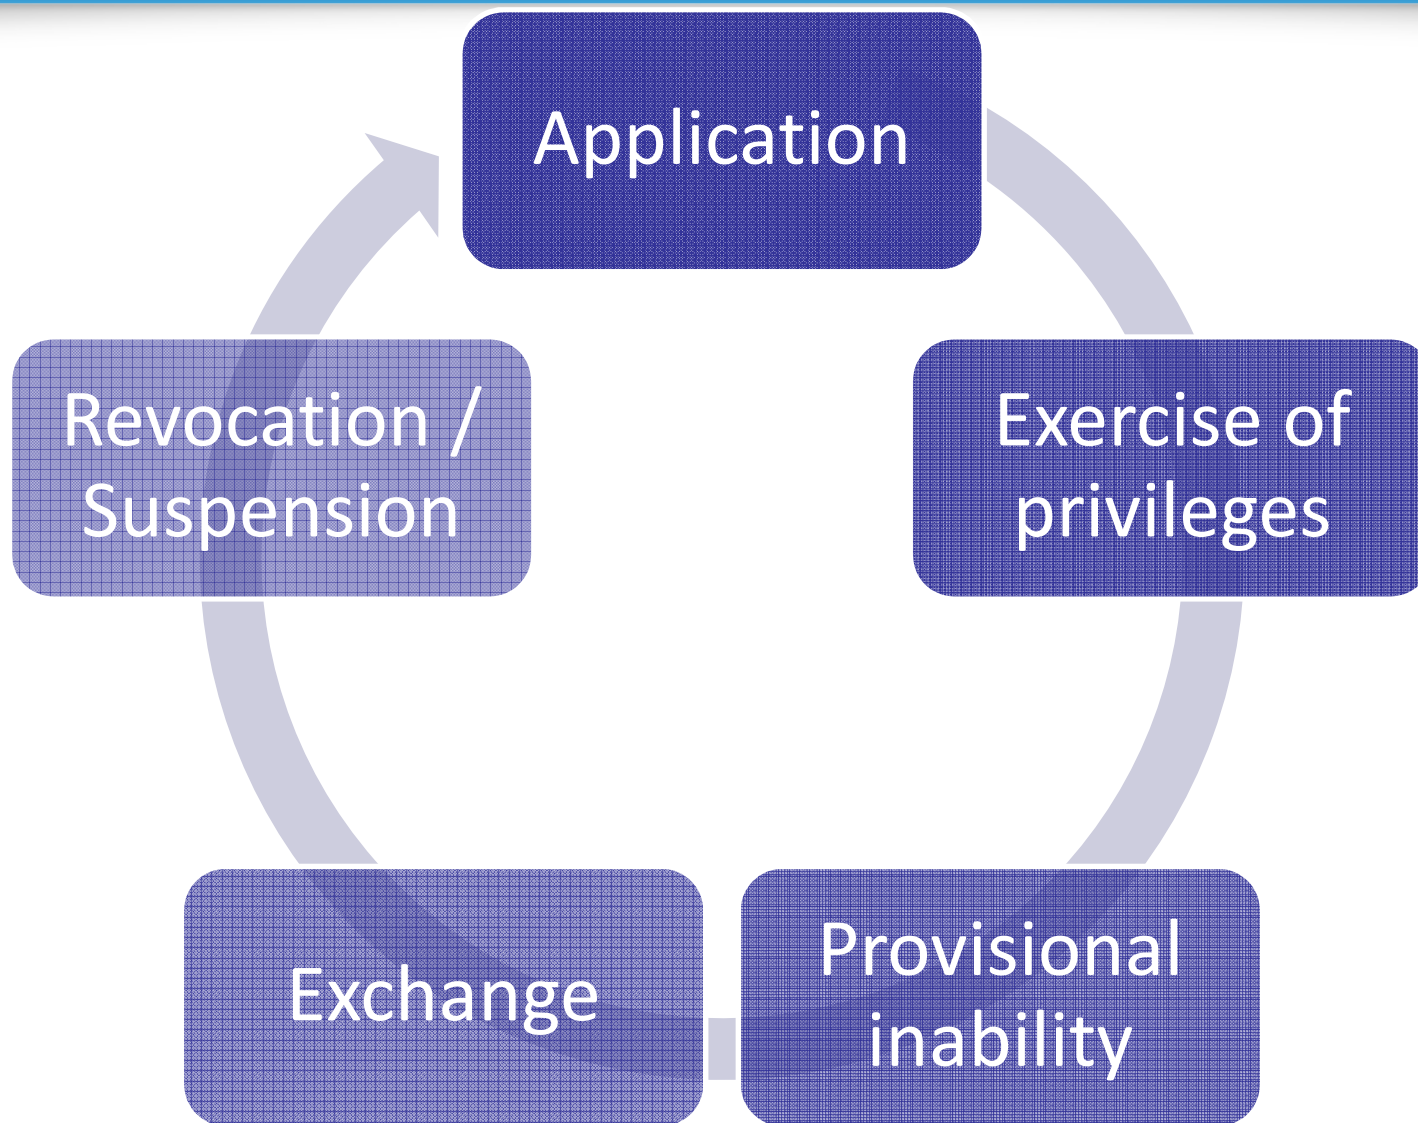 Application
Exercise of
privileges
Provisional
inability
Exchange
Revocation /
Suspension